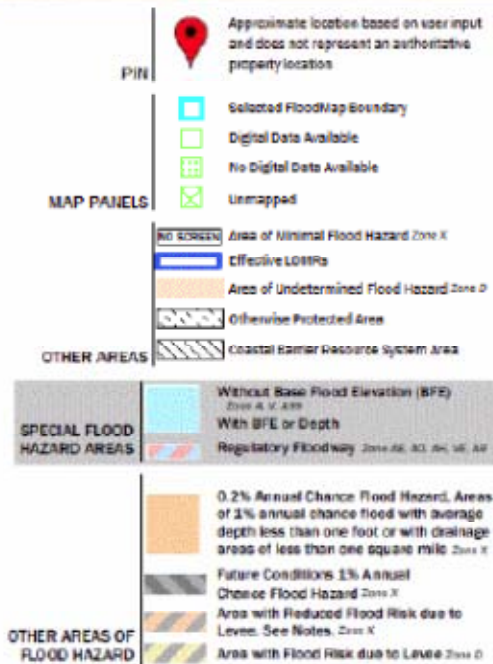 Approximate location based on user input
and does not represent an authoritative
property location
PIN
Selected FloodMap Boundary
Digital Data Available
No Digital Data Available
Unmapped
MAP PANELS
NO SCREEN Area of Minimal Flood Hazard Zone X
Effective LOMRs
Area of Undetermined Flood Hazard Zone D
Otherwise Protected Area
Coastal Barrier Resource System Area
OTHER AREAS
Without Base Flood Elevation (BFE)
Zone A, V, A99
With BFE or Depth
Regulatory Floodway Zone AE, AO, AH, VE, AR
SPECIAL FLOOD
HAZARD AREAS
0.2% Annual Chance Flood Hazard, Areas
of 1% annual chance flood with average
depth less than one foot or with drainage
areas of less than one square mile Zone X
Future Conditions 1% Annual
Chance Flood Hazard Zone X
Area with Reduced Flood Risk due to
Levee. See Notes. Zone X
Area with Flood Risk due to Levee Zone D
OTHER AREAS OF
FLOOD HAZARD